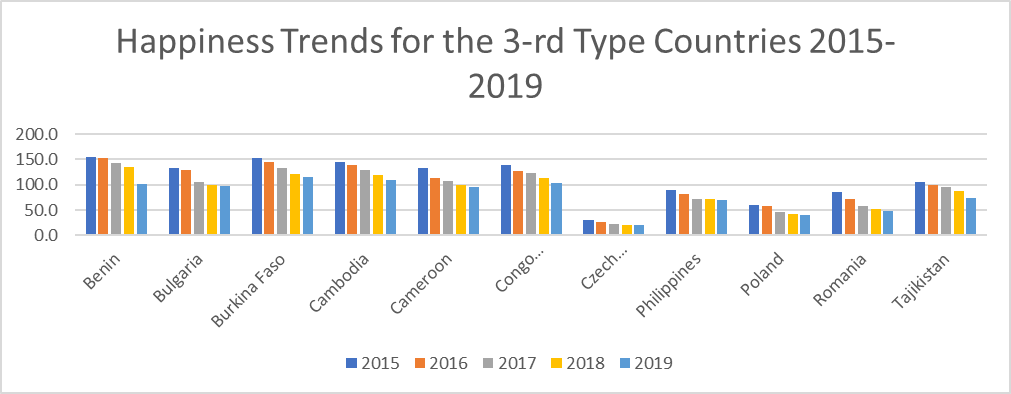 Happiness Trends for the 3-rd Type Countries 2015-
2019
200.0
150.0
100.0
50.0
0.0
Benin
Bulgaria
Burkina Faso
Cambodia
Cameroon
Congo...
Czech...
Philippines
Poland
Romania
Tajikistan
2015 2016 2017 2018 2019